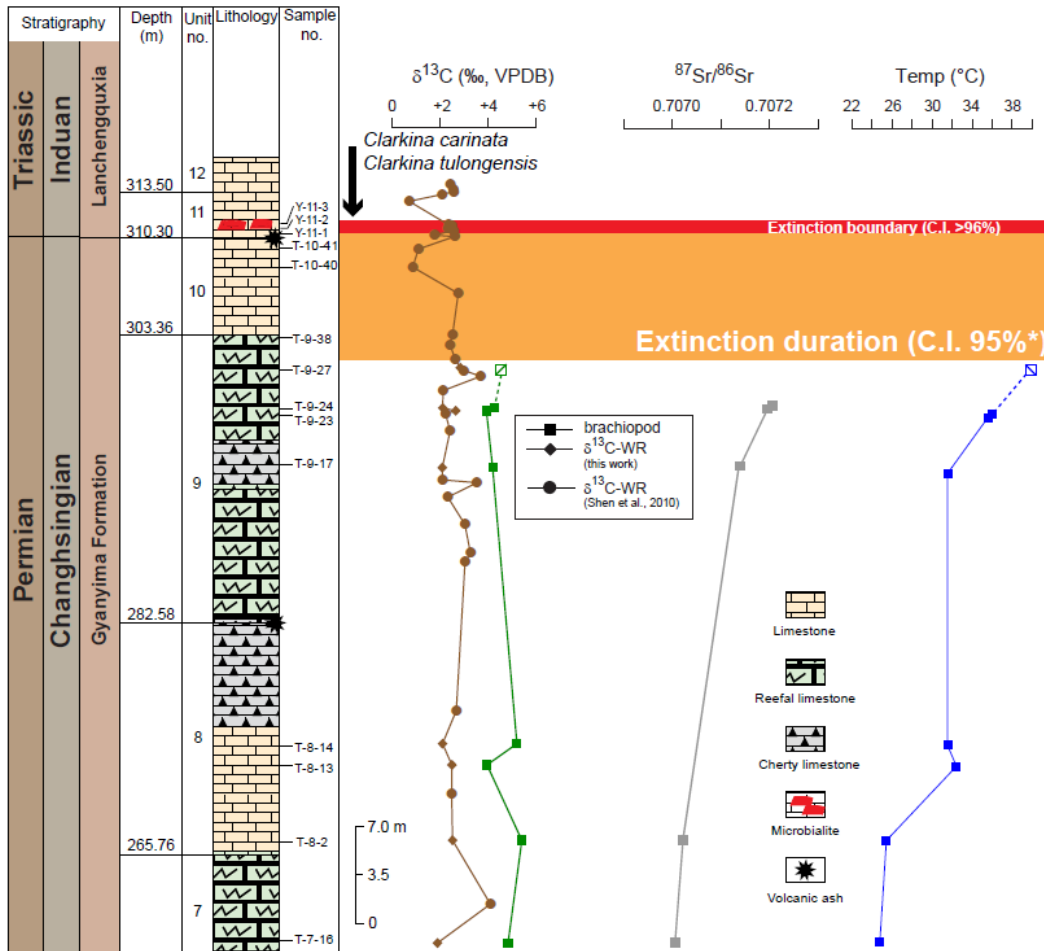 Stratigraphy
Depth
(m)
Unit
no.
Lithology
Sample
no.
Triassic
Induan
Lanchengquxia
Permian
Changhsingian
Gyanyima Formation
313.50
310.30
303.36
282.58
265.76
12
11
10
9
8
7
Y-11-3
Y-11-2
Y-11-1
T-10-41
T-10-40
T-9-38
T-9-27
T-9-24
T-9-23
T-9-17
T-8-14
T-8-13
T-8-2
T-7-16
δ¹³C (‰, VPDB)
0 +2 +4 +6
⁸⁷Sr/⁸⁶Sr
0.7070 0.7072
Temp (°C)
22 26 30 34 38
Clarkina carinata
Clarkina tulongensis
Extinction boundary (C.I. >96%)
Extinction duration (C.I. 95%*)
brachiopod
δ¹³C-WR
(this work)
δ¹³C-WR
(Shen et al., 2010)
Limestone
Reefal limestone
Cherty limestone
Microbialite
Volcanic ash
7.0 m
3.5
0